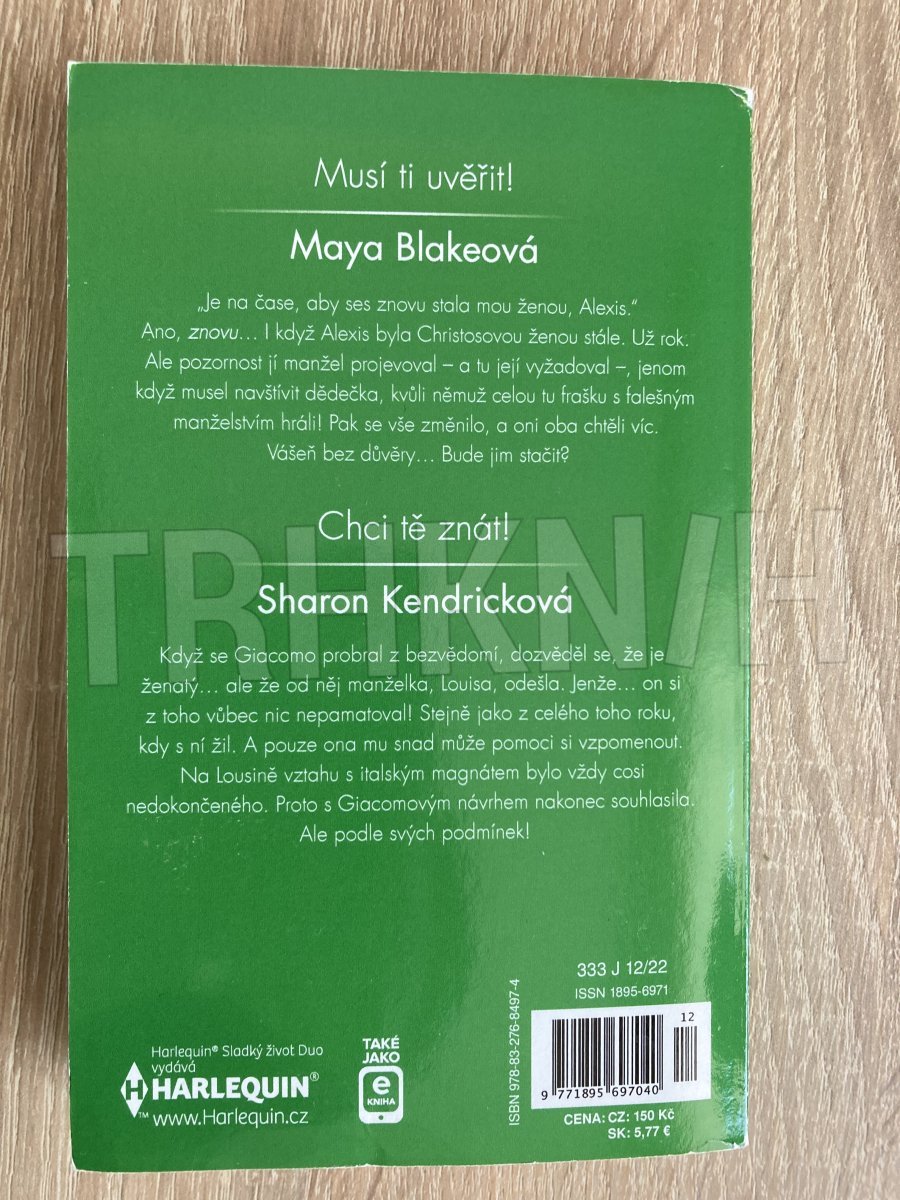 Musí ti uvěřit!
Maya Blakeová
„Je na čase, aby ses znovu stala mou ženou, Alexis.“
Ano, znovu… I když Alexis byla Christosovou ženou stále. Už rok.
Ale pozornost jí manžel projevoval – a tu její vyžadoval –, jenom
když musel navštívit dědečka, kvůli němuž celou tu frašku s falešným
manželstvím hráli! Pak se vše změnilo, a oni oba chtěli víc.
Vášeň bez důvěry… Bude jim stačit?
Chci tě znát!
TRHKNIH
Sharon Kendricková
Když se Giacomo probral z bezvědomí, dozvěděl se, že je
ženatý… ale že od něj manželka, Louisa, odešla. Jenže… on si
z toho vůbec nic nepamatoval! Stejně jako z celého toho roku,
kdy s ní žil. A pouze ona mu snad může pomoci si vzpomenout.
Na Lousině vztahu s italským magnátem bylo vždy cosi
nedokončeného. Proto s Giacomovým návrhem nakonec souhlasila.
Ale podle svých podmínek!
333 J 12/22
ISSN 1895-6971
ISBN 978-83-276-8497-4
12
9 771895 697040
CENA: CZ: 150 Kč
SK: 5,77 €
TAKÉ
JAKO
e
KNIHA
Harlequin® Sladký život Duo
vydává
HARLEQUIN®
™
www.Harlequin.cz